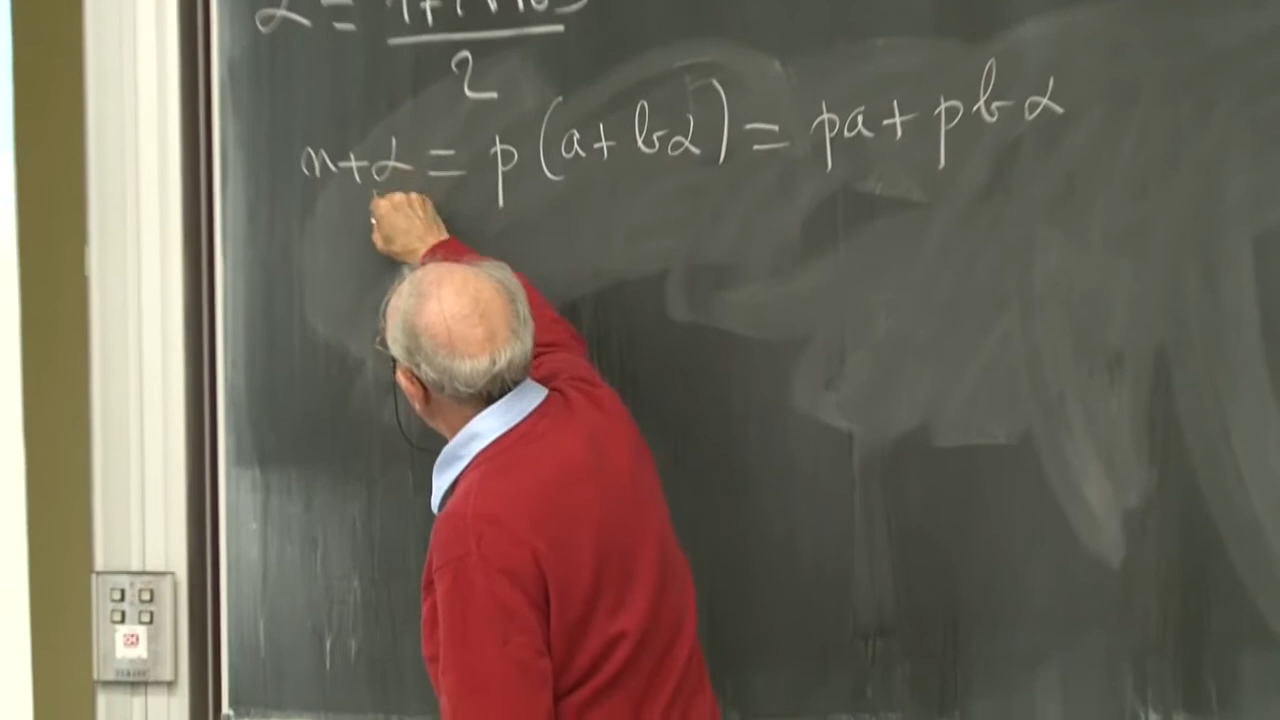 α =
2
n+α = p(a+bα) = pa + pbα